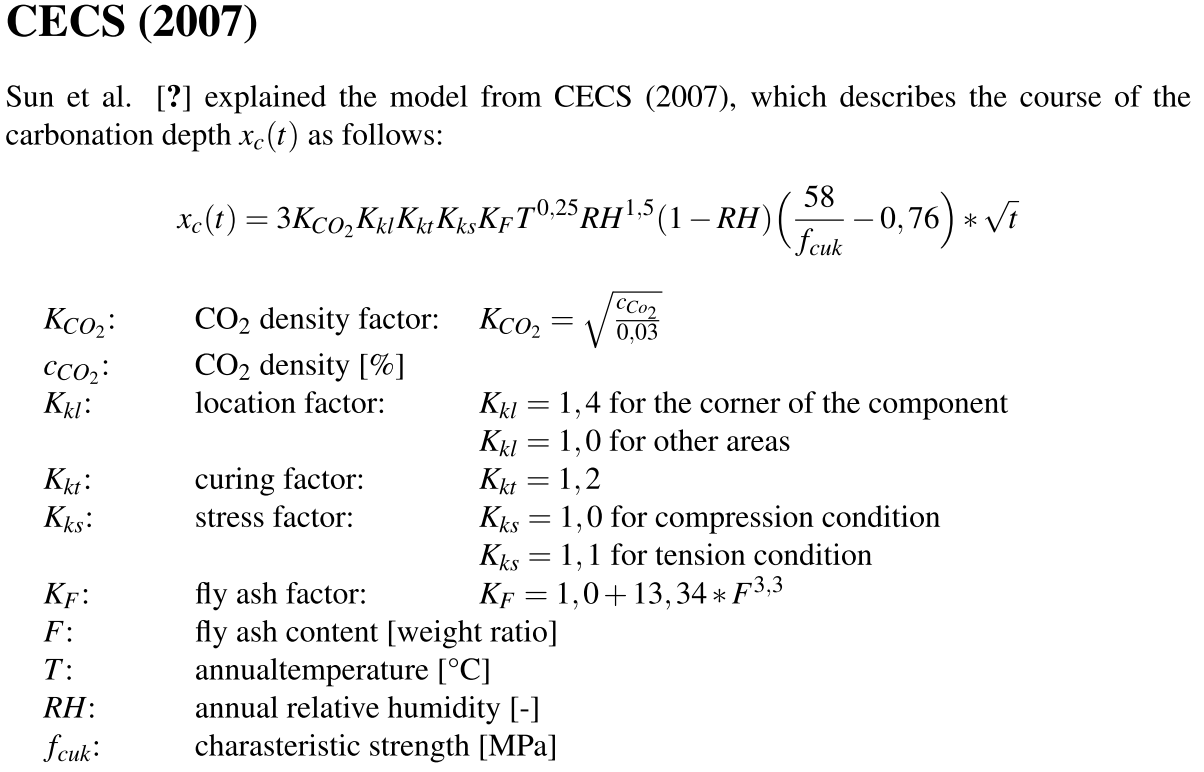 CECS (2007)
Sun et al. [?] explained the model from CECS (2007), which describes the course of the
carbonation depth x_c(t) as follows:
x_c(t) = 3K_{CO_2}K_{kl}K_{kt}K_{ks}K_F T^{0,25}RH^{1,5}(1 − RH)(\frac{58}{f_{cuk}} − 0,76) ∗ \sqrt{t}
K_{CO_2}: CO_2 density factor: K_{CO_2} = \sqrt{\frac{c_{Co_2}}{0,03}}
c_{CO_2}: CO_2 density [%]
K_{kl}: location factor: K_{kl} = 1,4 for the corner of the component
K_{kl} = 1,0 for other areas
K_{kt}: curing factor: K_{kt} = 1,2
K_{ks}: stress factor: K_{ks} = 1,0 for compression condition
K_{ks} = 1,1 for tension condition
K_F: fly ash factor: K_F = 1,0 + 13,34 ∗ F^{3,3}
F: fly ash content [weight ratio]
T: annualtemperature [°C]
RH: annual relative humidity [-]
f_{cuk}: charasteristic strength [MPa]